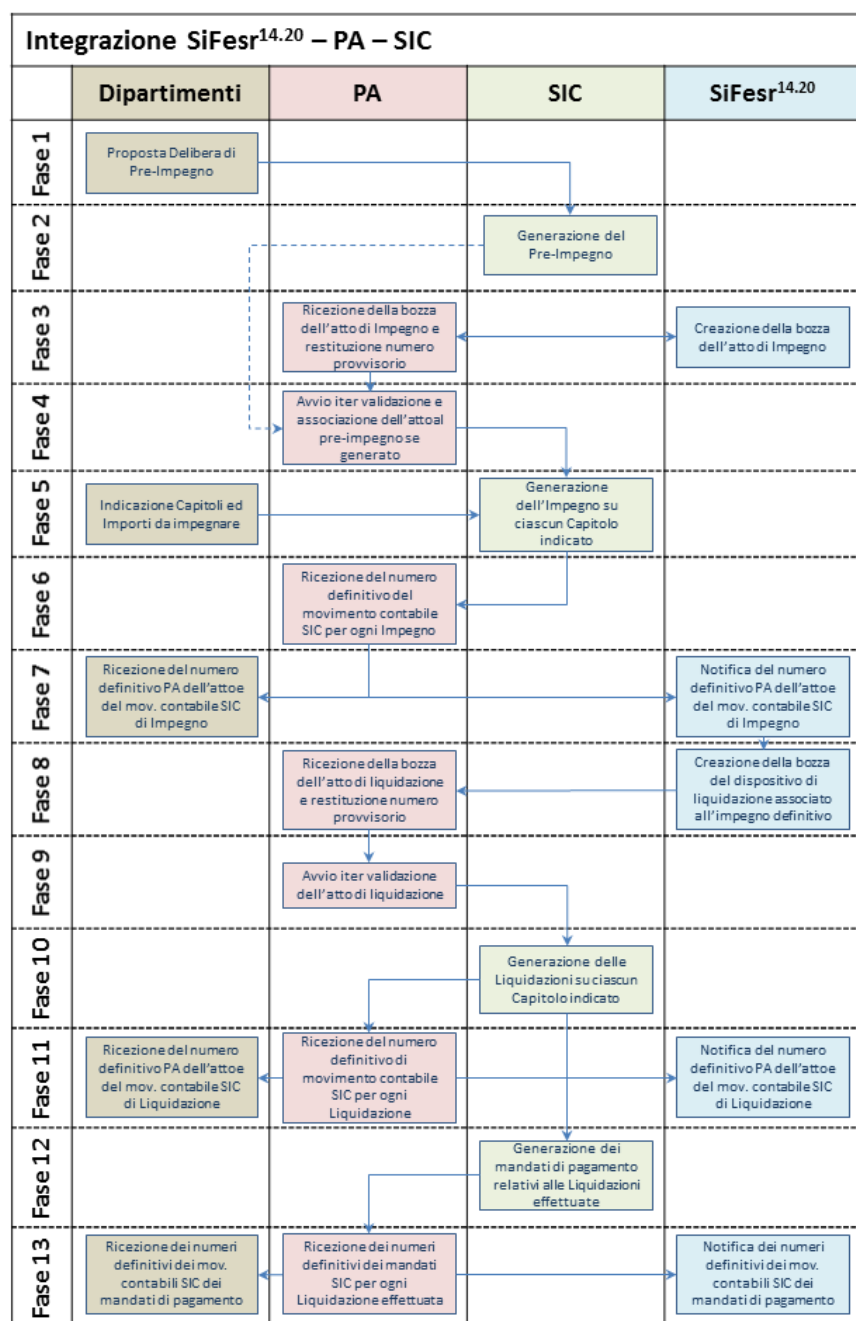 Integrazione SiFesr14.20 – PA – SIC
Dipartimenti
PA
SIC
SiFesr14.20
Fase 1
Proposta Delibera di
Pre-Impegno
Fase 2
Generazione del
Pre-Impegno
Fase 3
Ricezione della bozza
dell'atto di Impegno e
restituzione numero
provvisorio
Creazione della bozza
dell'atto di Impegno
Fase 4
Avvio iter validazione e
associazione dell'attoal
pre-impegno se
generato
Fase 5
Indicazione Capitoli ed
Importi da impegnare
Generazione
dell'Impegno su
ciascun Capitolo
indicato
Fase 6
Ricezione del numero
definitivo del
movimento contabile
SIC per ogni Impegno
Fase 7
Ricezione del numero
definitivo PA dell'attoe
del mov. contabile SIC
di Impegno
Notifica del numero
definitivo PA dell'attoe
del mov. contabile SIC
di Impegno
Fase 8
Ricezione della bozza
dell'atto di liquidazione
e restituzione numero
provvisorio
Creazione della bozza
del dispositivo di
liquidazione associato
all'impegno definitivo
Fase 9
Avvio iter validazione
dell'atto di liquidazione
Fase 10
Generazione delle
Liquidazioni su ciascun
Capitolo indicato
Fase 11
Ricezione del numero
definitivo PA dell'attoe
del mov. contabile SIC
di Liquidazione
Ricezione del numero
definitivo di
movimento contabile
SIC per ogni
Liquidazione
Notifica del numero
definitivo PA dell'attoe
del mov. contabile SIC
di Liquidazione
Fase 12
Generazione dei
mandati di pagamento
relativi alle Liquidazioni
effettuate
Fase 13
Ricezione dei numeri
definitivi dei mov.
contabili SIC dei
mandati di pagamento
Ricezione dei numeri
definitivi dei mandati
SIC per ogni
Liquidazione effettuata
Notifica dei numeri
definitivi dei mov.
contabili SIC dei
mandati di pagamento